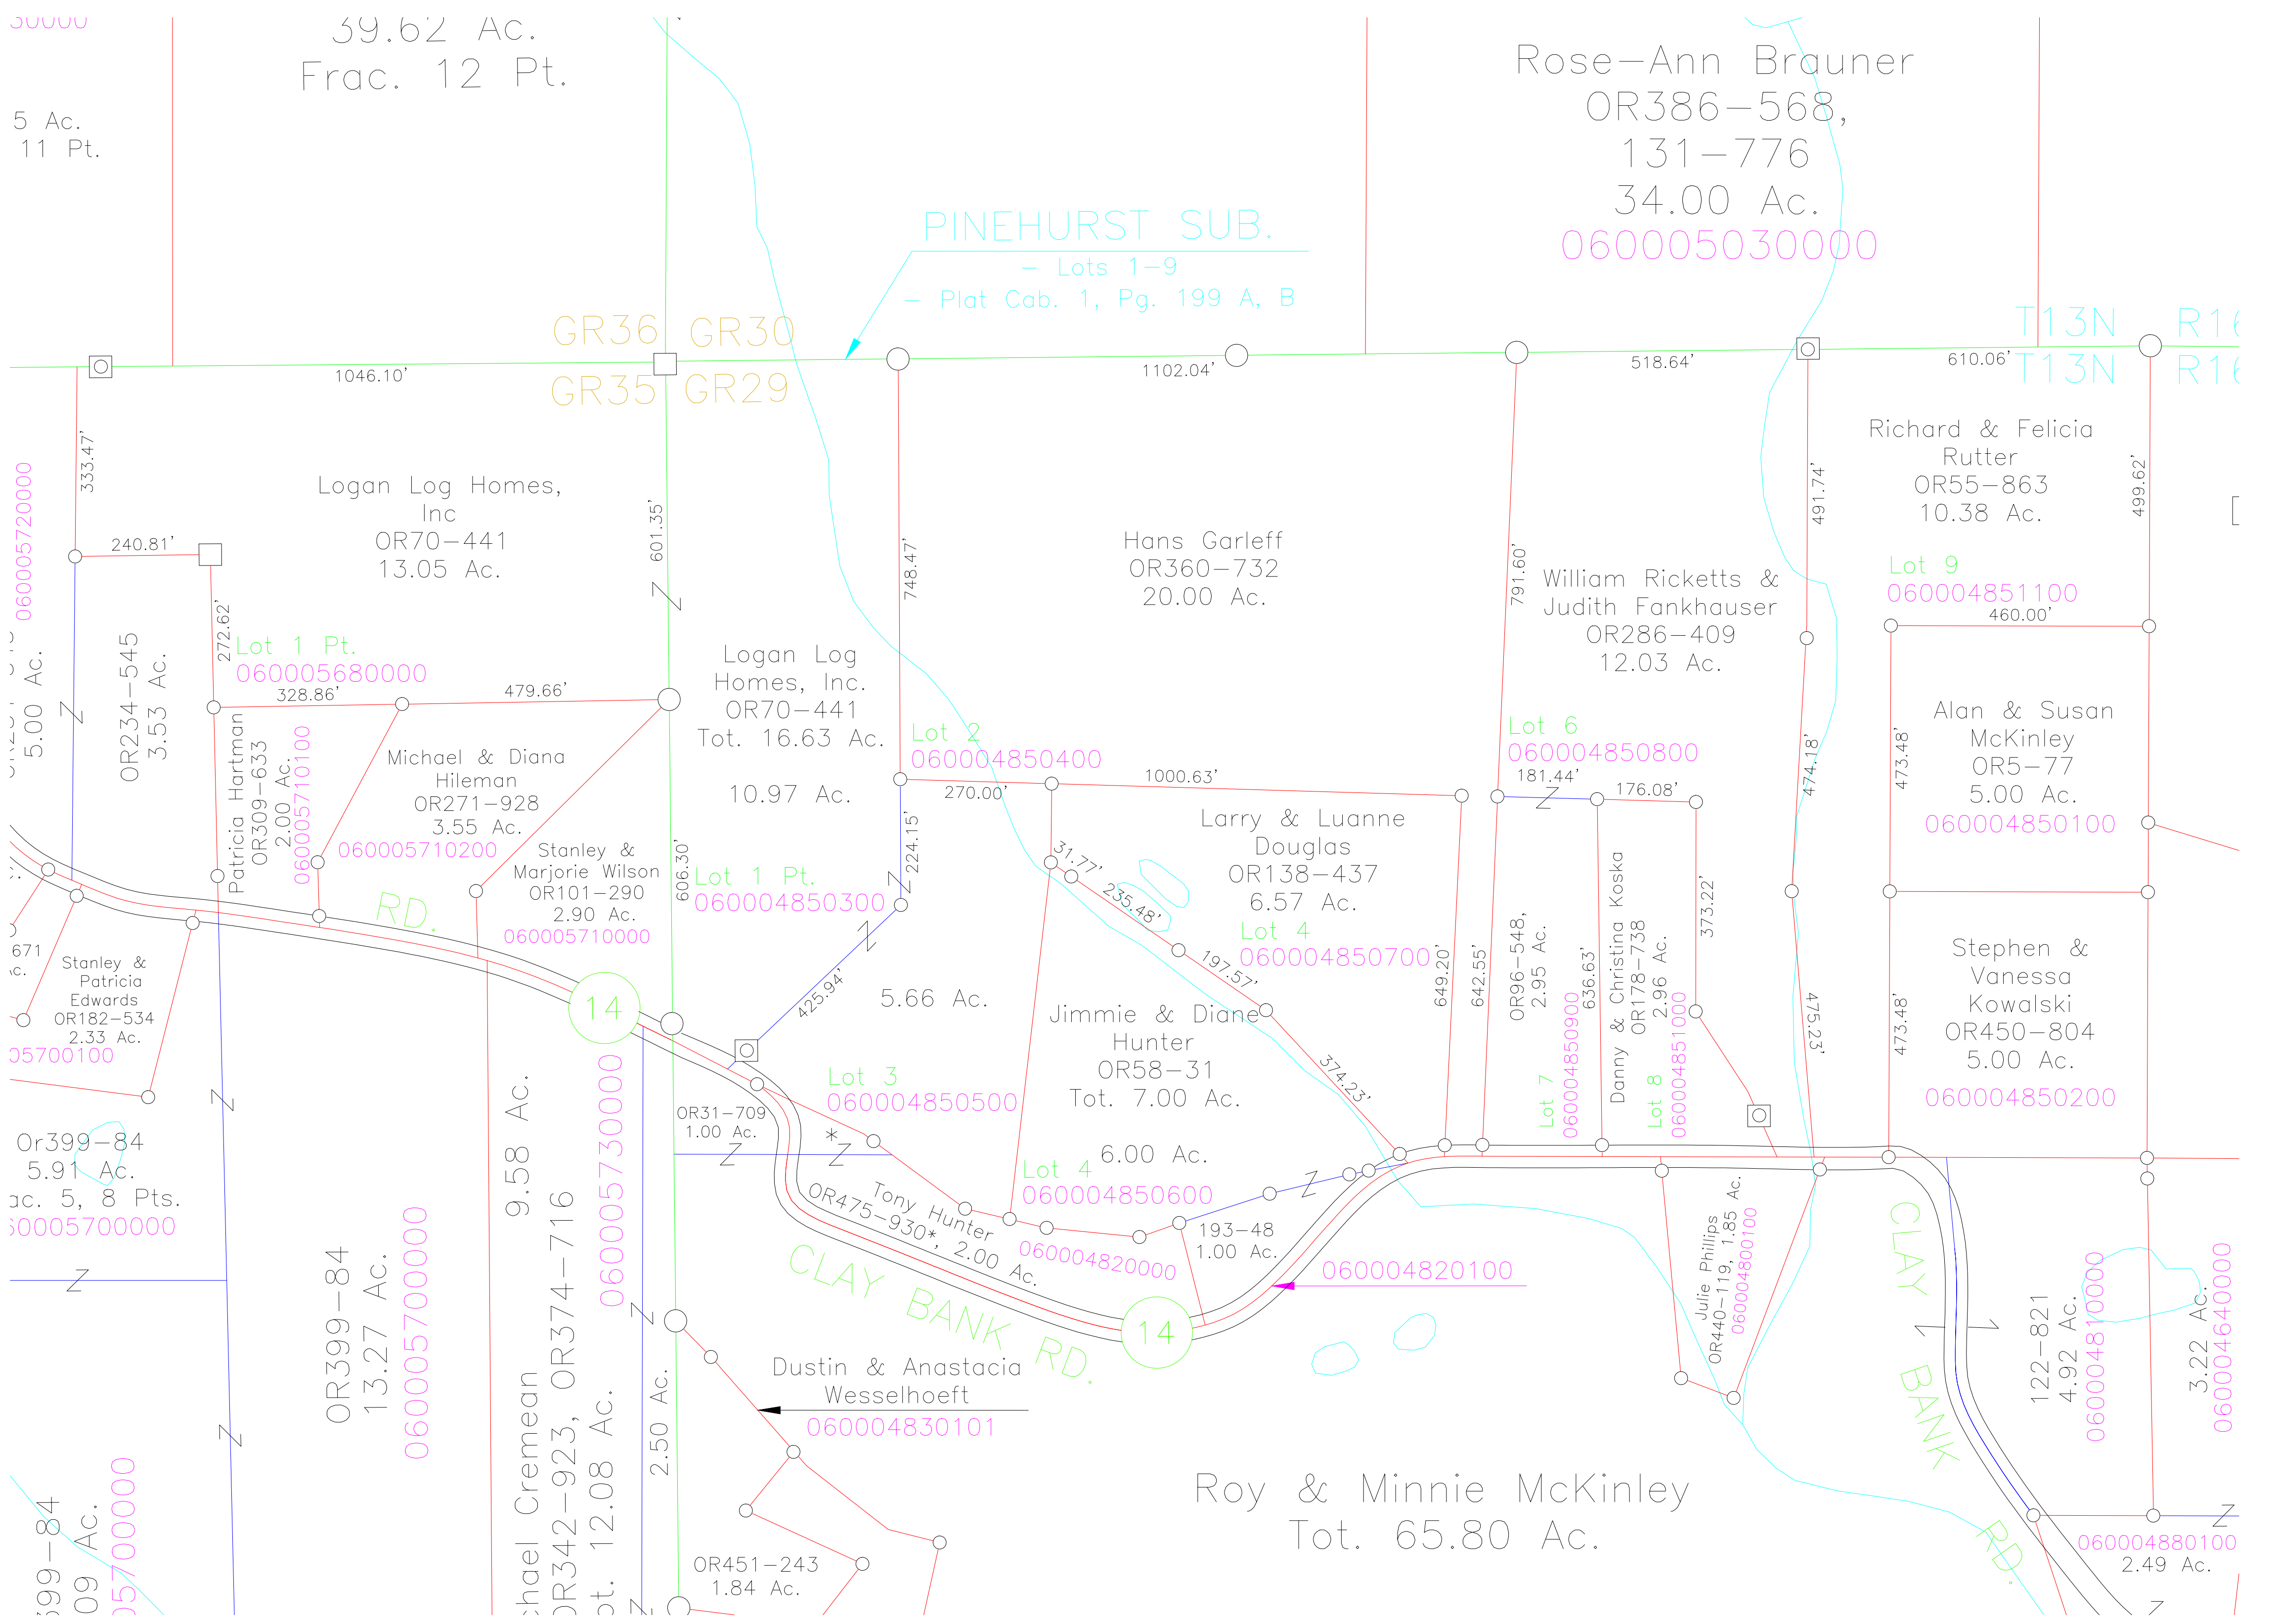 39.62 Ac.
Frac. 12 Pt.
5 Ac.
11 Pt.
Rose-Ann Brauner
OR386-568,
131-776
34.00 Ac.
060005030000
PINEHURST SUB.
- Lots 1-9
- Plat Cab. 1, Pg. 199 A, B
GR36
GR30
GR35
GR29
T13N
T13N
1046.10'
1102.04'
518.64'
610.06'
333.47'
060005720000
5.00 Ac.
240.81'
272.62'
OR234-545
3.53 Ac.
Logan Log Homes,
Inc
OR70-441
13.05 Ac.
Lot 1 Pt.
060005680000
601.35'
328.86'
479.66'
Patricia Hartman
OR309-633
2.00 Ac.
060005710100
Michael & Diana
Hileman
OR271-928
3.55 Ac.
060005710200
Stanley &
Marjorie Wilson
OR101-290
2.90 Ac.
060005710000
606.30'
Logan Log
Homes, Inc.
OR70-441
Tot. 16.63 Ac.
10.97 Ac.
Lot 1 Pt.
060004850300
748.47'
224.15'
425.94'
Hans Garleff
OR360-732
20.00 Ac.
Lot 2
060004850400
270.00'
1000.63'
791.60'
William Ricketts &
Judith Fankhauser
OR286-409
12.03 Ac.
Lot 6
060004850800
181.44'
176.08'
491.74'
474.18'
475.23'
Richard & Felicia
Rutter
OR55-863
10.38 Ac.
Lot 9
060004851100
460.00'
499.62'
Alan & Susan
McKinley
OR5-77
5.00 Ac.
060004850100
473.48'
Stephen &
Vanessa
Kowalski
OR450-804
5.00 Ac.
060004850200
473.48'
Larry & Luanne
Douglas
OR138-437
6.57 Ac.
Lot 4
060004850700
31.77'
235.48'
197.57'
374.23'
649.20'
642.55'
OR96-548,
2.95 Ac.
Lot 7
060004850900
636.63'
Danny & Christina Koska
OR178-738
2.96 Ac.
Lot 8
060004851000
373.22'
5.66 Ac.
Lot 3
060004850500
Jimmie & Diane
Hunter
OR58-31
Tot. 7.00 Ac.
6.00 Ac.
Lot 4
060004850600
RD.
14
671
Stanley &
Patricia
Edwards
OR182-534
2.33 Ac.
05700100
Or399-84
5.91 Ac.
ac. 5, 8 Pts.
OR399-84
13.27 Ac.
060005700000
9.58 Ac.
OR342-923, OR374-716
12.08 Ac.
060005730000
OR31-709
1.00 Ac.
*
Tony Hunter
OR475-930*, 2.00 Ac.
060004820000
193-48
1.00 Ac.
060004820100
CLAY BANK RD.
14
2.50 Ac.
Dustin & Anastacia
Wesselhoeft
060004830101
OR451-243
1.84 Ac.
Roy & Minnie McKinley
Tot. 65.80 Ac.
Julie Phillips
OR440-119, 1.85 Ac.
060004800100
CLAY BANK RD.
122-821
4.92 Ac.
060004810000
3.22 Ac.
060004640000
060004880100
2.49 Ac.